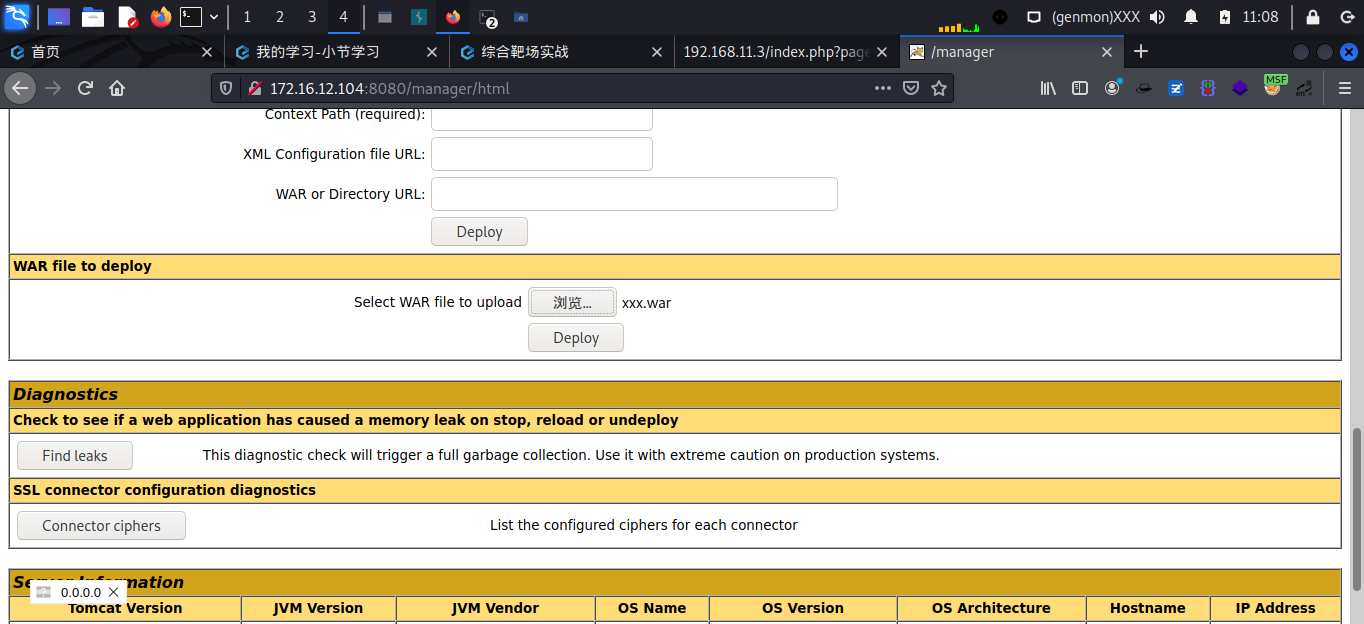 1 2 3 4 2 (genmon)XXX 11:08
首页 我的学习-小节学习 综合靶场实战 192.168.11.3/index.php?page /manager
172.16.12.104:8080/manager/html MSF
Context Path (required):
XML Configuration file URL:
WAR or Directory URL:
Deploy
WAR file to deploy
Select WAR file to upload 浏览… xxx.war
Deploy
Diagnostics
Check to see if a web application has caused a memory leak on stop, reload or undeploy
Find leaks This diagnostic check will trigger a full garbage collection. Use it with extreme caution on production systems.
SSL connector configuration diagnostics
Connector ciphers List the configured ciphers for each connector
Server Information
0.0.0.0
Tomcat Version JVM Version JVM Vendor OS Name OS Version OS Architecture Hostname IP Address